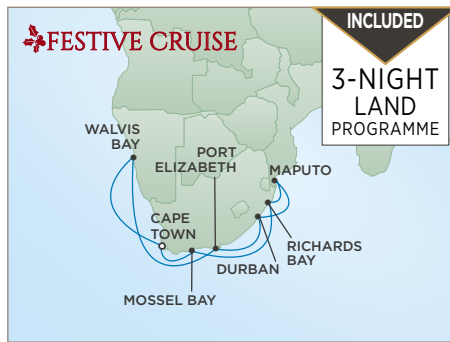 FESTIVE CRUISE
INCLUDED
3-NIGHT
LAND
PROGRAMME
WALVIS
BAY
PORT
ELIZABETH
MAPUTO
CAPE
TOWN
RICHARDS
BAY
DURBAN
MOSSEL BAY